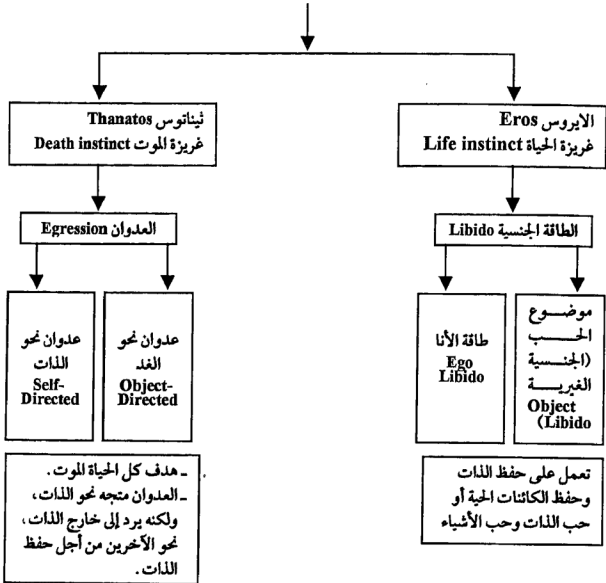 الايروس Eros
غريزة الحياة Life instinct
ثيناتوس Thanatos
غريزة الموت Death instinct
الطاقة الجنسية Libido
العدوان Egression
موضوع
الحب
(الجنسية
الغيرية
Object
(Libido
طاقة الأنا
Ego
Libido
عدوان نحو
الغد
Object-
Directed
عدوان نحو
الذات
Self-
Directed
تعمل على حفظ الذات
وحفظ الكائنات الحية أو
حب الذات وحب الأشياء
ـ هدف كل الحياة الموت.
ـ العدوان متجه نحو الذات،
ولكنه يرد إلى خارج الذات،
نحو الآخرين من أجل حفظ
الذات.